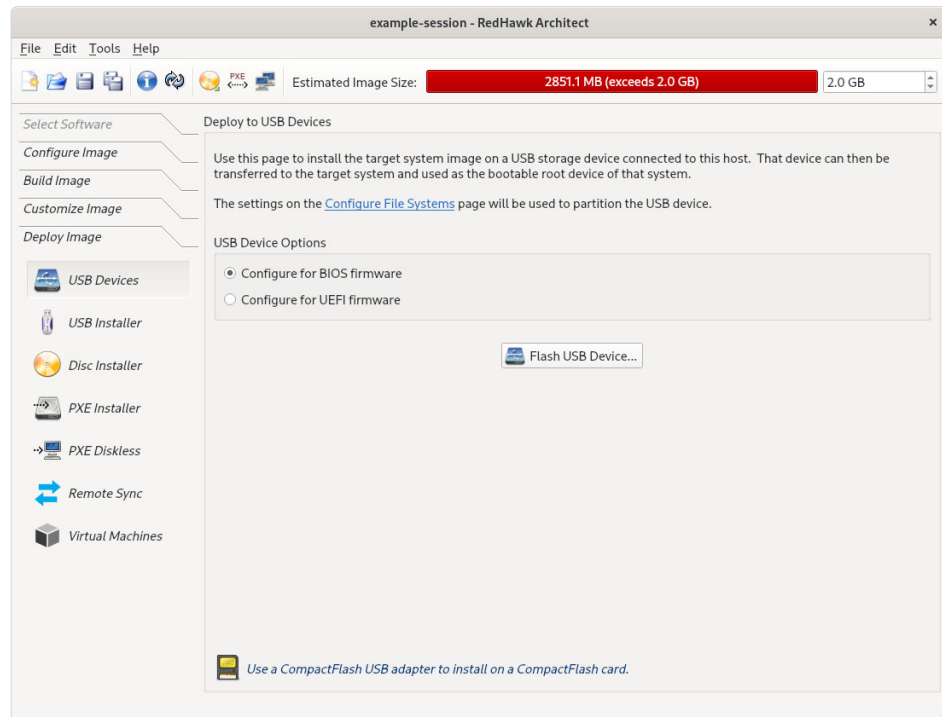 example-session - RedHawk Architect ×
File Edit Tools Help
PXE Estimated Image Size: 2851.1 MB (exceeds 2.0 GB) 2.0 GB
Select Software
Configure Image
Build Image
Customize Image
Deploy Image
USB Devices
USB Installer
Disc Installer
PXE Installer
PXE Diskless
Remote Sync
Virtual Machines
Deploy to USB Devices
Use this page to install the target system image on a USB storage device connected to this host. That device can then be
transferred to the target system and used as the bootable root device of that system.
The settings on the Configure File Systems page will be used to partition the USB device.
USB Device Options
Configure for BIOS firmware
Configure for UEFI firmware
Flash USB Device...
Use a CompactFlash USB adapter to install on a CompactFlash card.